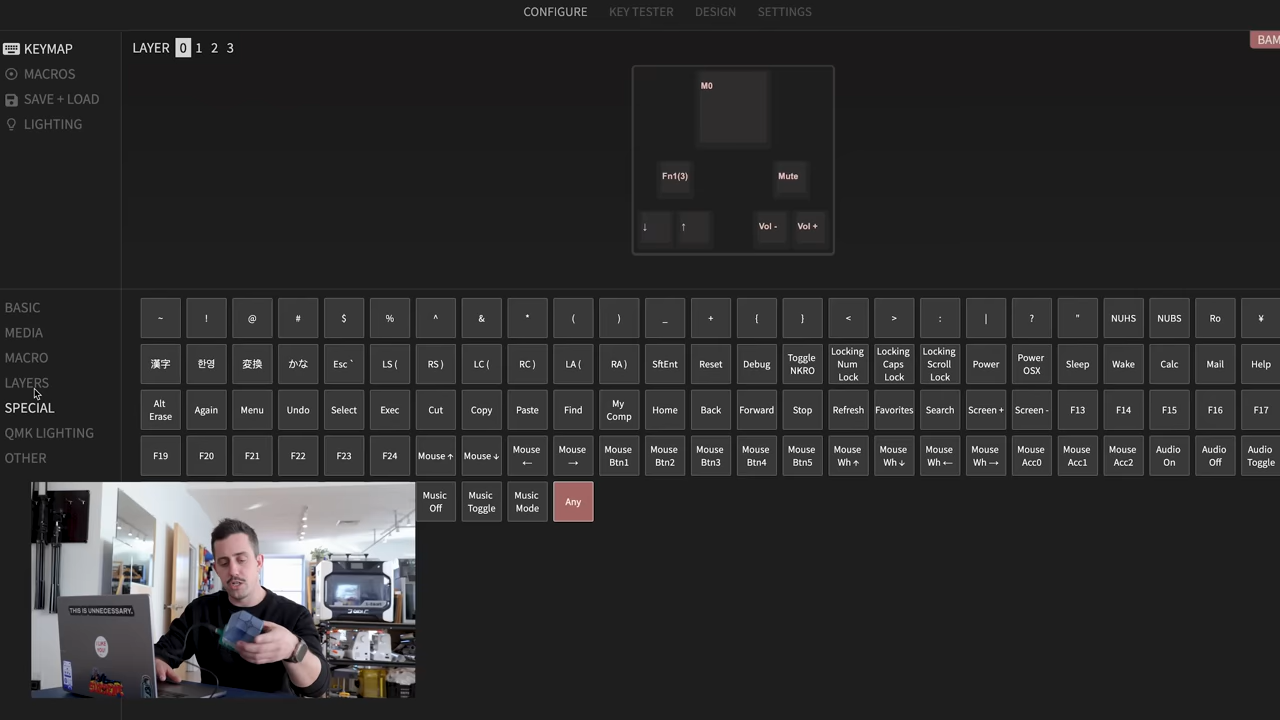 CONFIGURE KEY TESTER DESIGN SETTINGS
KEYMAP
MACROS
SAVE + LOAD
LIGHTING
LAYER 0 1 2 3
BAM
M0
Fn1(3) Mute
↓ ↑ Vol - Vol +
BASIC
MEDIA
MACRO
LAYERS
SPECIAL
QMK LIGHTING
OTHER
~ ! @ # $ % ^ & * ( ) _ + { } < > : | ? " NUHS NUBS Ro ¥
漢字 한영 変換 かな Esc ` LS ( RS ) LC ( RC ) LA ( RA ) SftEnt Reset Debug Toggle NKRO Locking Num Lock Locking Caps Lock Locking Scroll Lock Power Power OSX Sleep Wake Calc Mail Help
Alt Erase Again Menu Undo Select Exec Cut Copy Paste Find My Comp Home Back Forward Stop Refresh Favorites Search Screen + Screen - F13 F14 F15 F16 F17
F19 F20 F21 F22 F23 F24 Mouse ↑ Mouse ↓ Mouse ← Mouse → Mouse Btn1 Mouse Btn2 Mouse Btn3 Mouse Btn4 Mouse Btn5 Mouse Wh ↑ Mouse Wh ↓ Mouse Wh ← Mouse Wh → Mouse Acc0 Mouse Acc1 Mouse Acc2 Audio On Audio Off Audio Toggle
Music Off Music Toggle Music Mode Any
THIS IS UNNECESSARY.